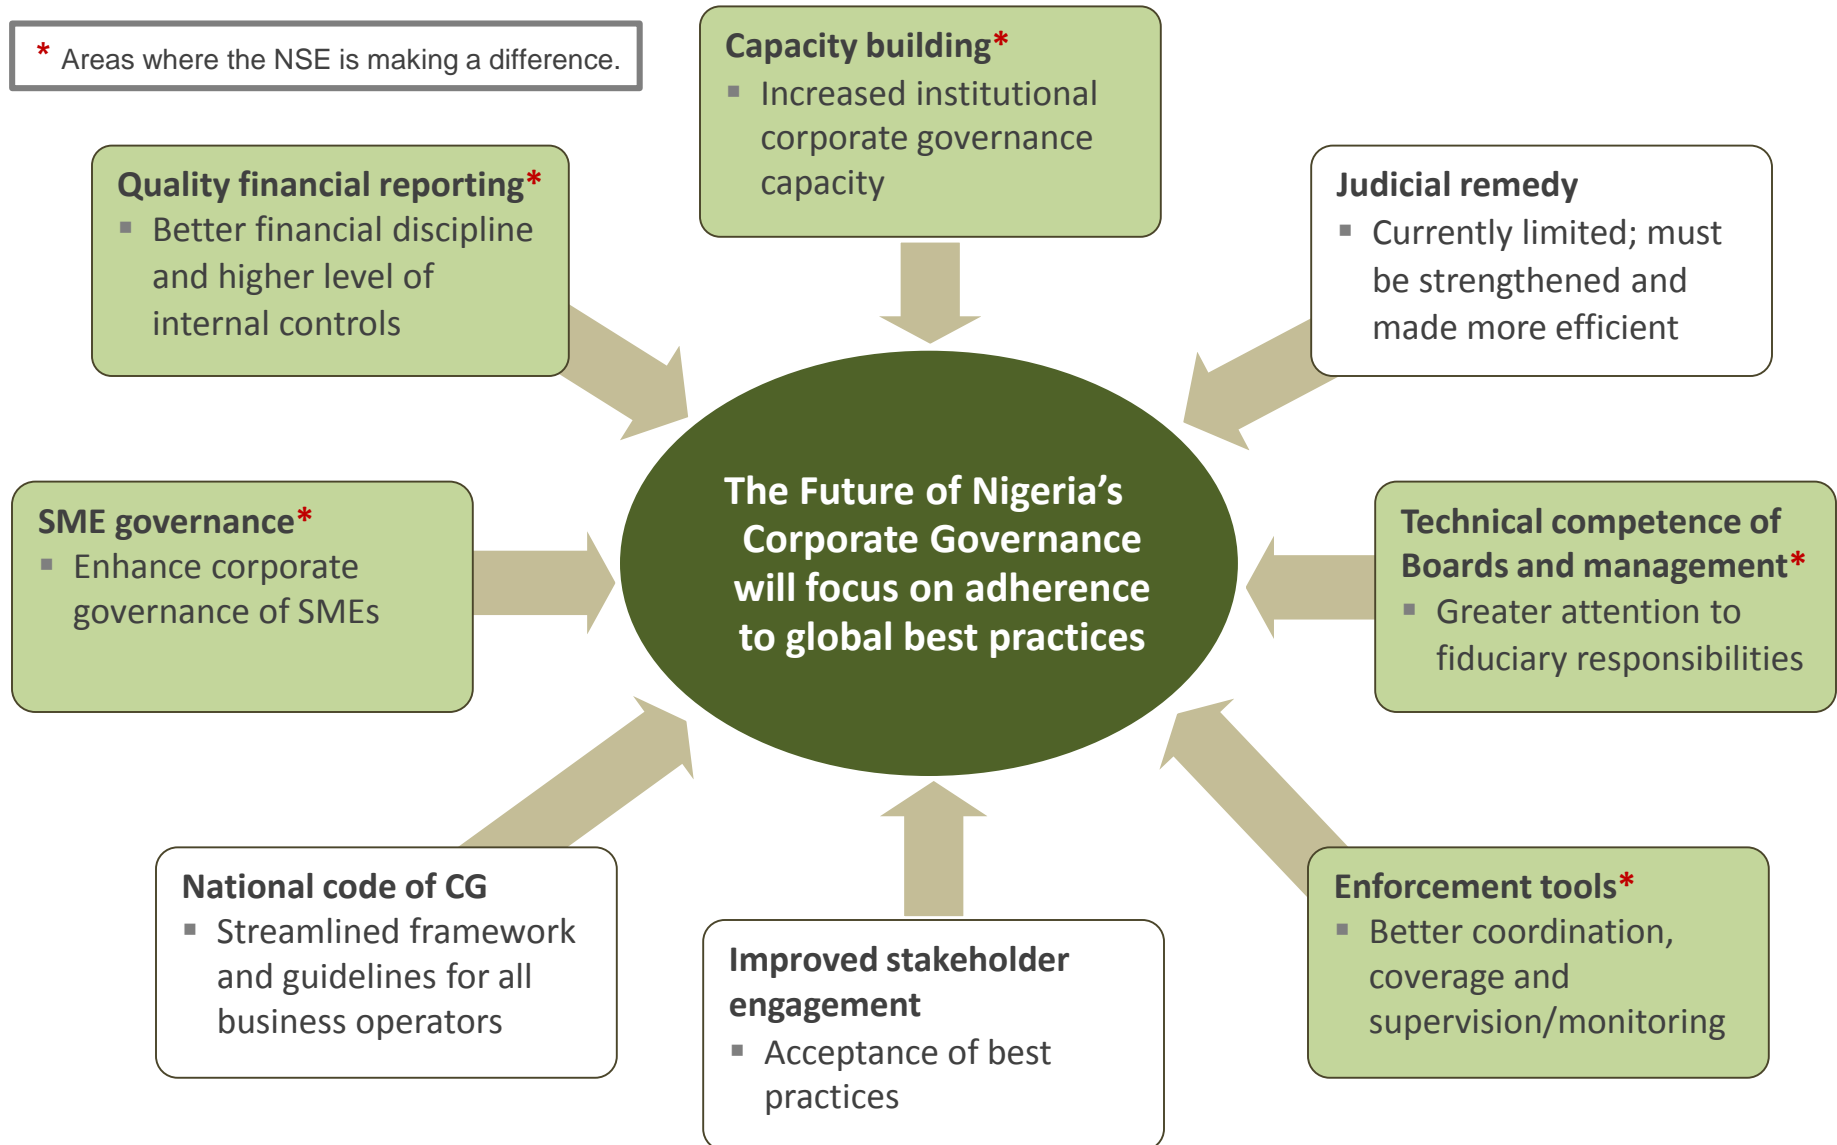 * Areas where the NSE is making a difference.
Capacity building*
▪ Increased institutional
corporate governance
capacity
Quality financial reporting*
▪ Better financial discipline
and higher level of
internal controls
Judicial remedy
▪ Currently limited; must
be strengthened and
made more efficient
SME governance*
▪ Enhance corporate
governance of SMEs
The Future of Nigeria’s
Corporate Governance
will focus on adherence
to global best practices
Technical competence of
Boards and management*
▪ Greater attention to
fiduciary responsibilities
National code of CG
▪ Streamlined framework
and guidelines for all
business operators
Improved stakeholder
engagement
▪ Acceptance of best
practices
Enforcement tools*
▪ Better coordination,
coverage and
supervision/monitoring